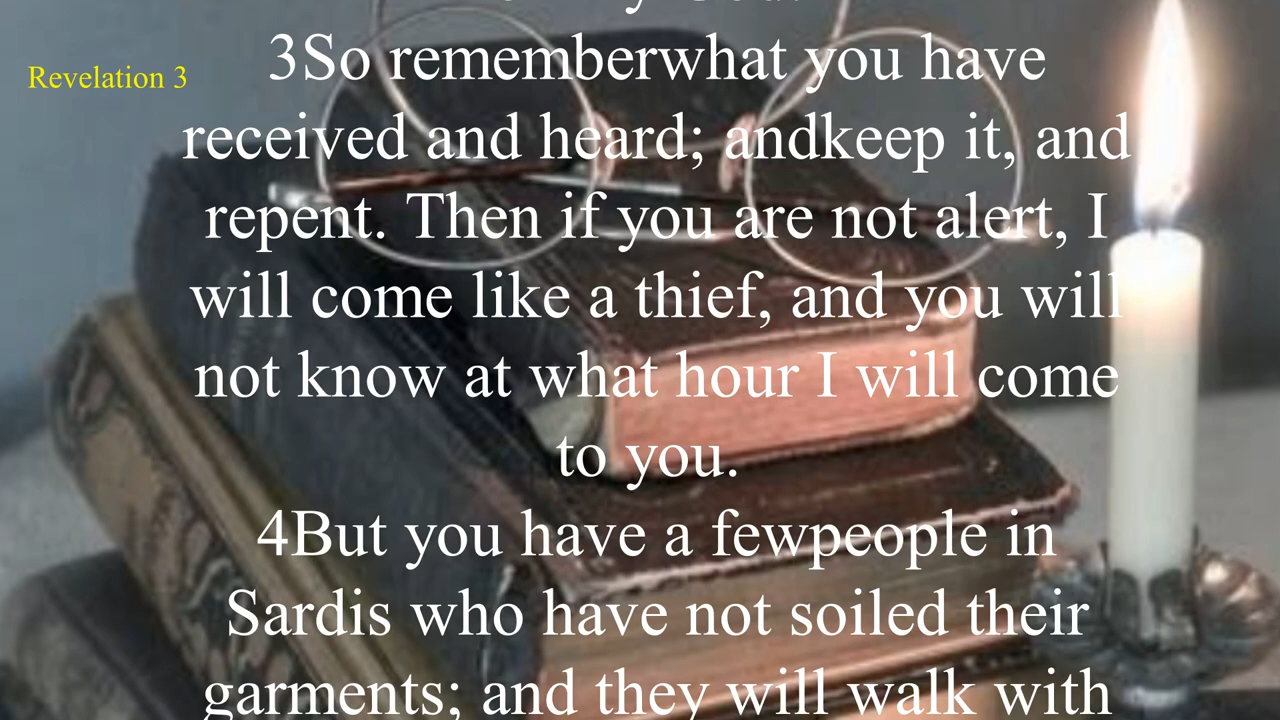 Revelation 3
3So rememberwhat you have
received and heard; andkeep it, and
repent. Then if you are not alert, I
will come like a thief, and you will
not know at what hour I will come
to you.
4But you have a fewpeople in
Sardis who have not soiled their
garments; and they will walk with